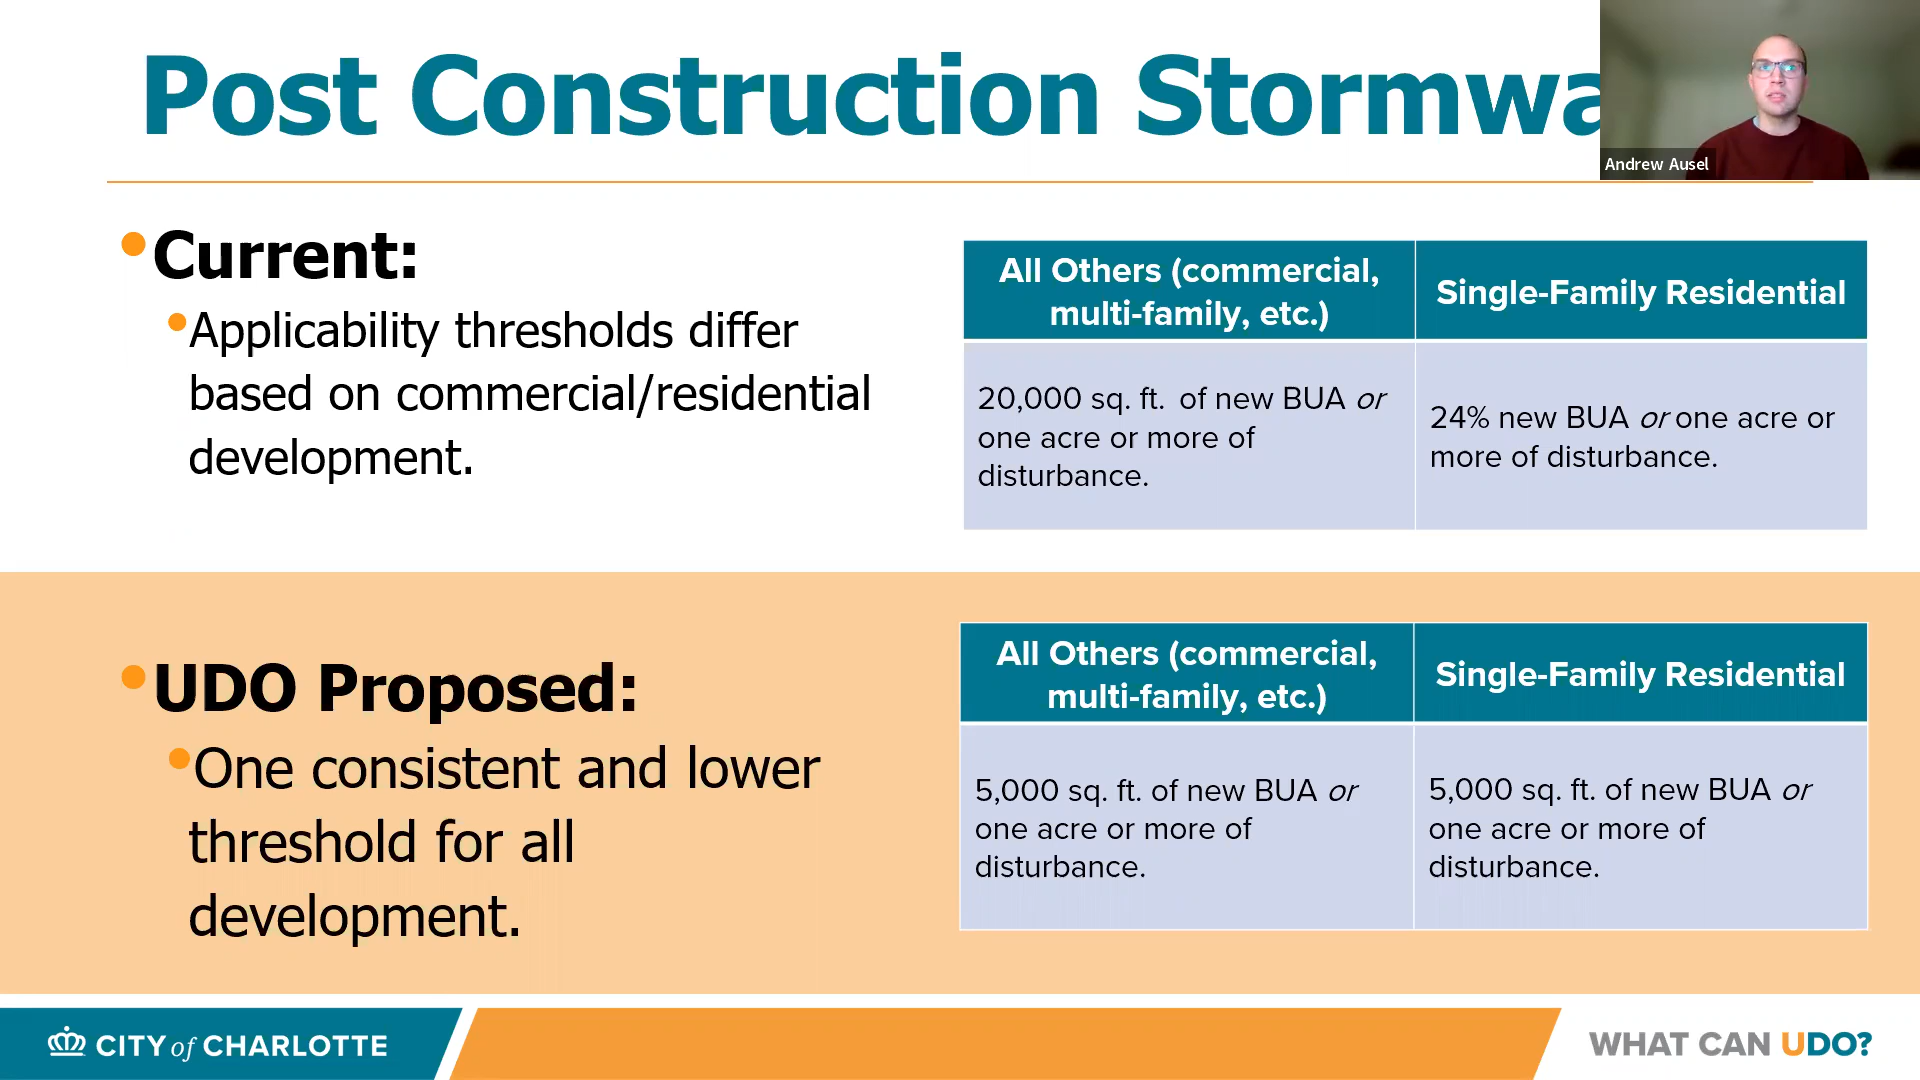 Post Construction Stormwa
Andrew Ausel
•Current:
•Applicability thresholds differ
based on commercial/residential
development.
All Others (commercial,
multi-family, etc.)
Single-Family Residential
20,000 sq. ft. of new BUA or
one acre or more of
disturbance.
24% new BUA or one acre or
more of disturbance.
•UDO Proposed:
•One consistent and lower
threshold for all
development.
All Others (commercial,
multi-family, etc.)
Single-Family Residential
5,000 sq. ft. of new BUA or
one acre or more of
disturbance.
5,000 sq. ft. of new BUA or
one acre or more of
disturbance.
CITY of CHARLOTTE
WHAT CAN UDO?